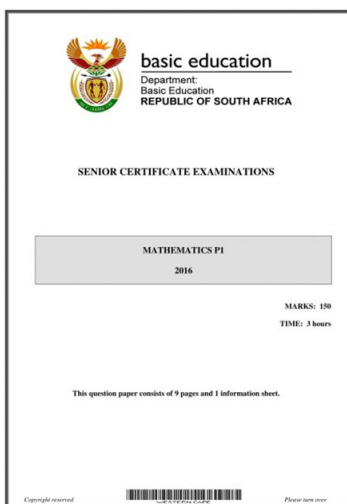 basic education
Department:
Basic Education
REPUBLIC OF SOUTH AFRICA
SENIOR CERTIFICATE EXAMINATIONS
MATHEMATICS P1
2016
MARKS: 150
TIME: 3 hours
This question paper consists of 9 pages and 1 information sheet.
Copyright reserved
Please turn over